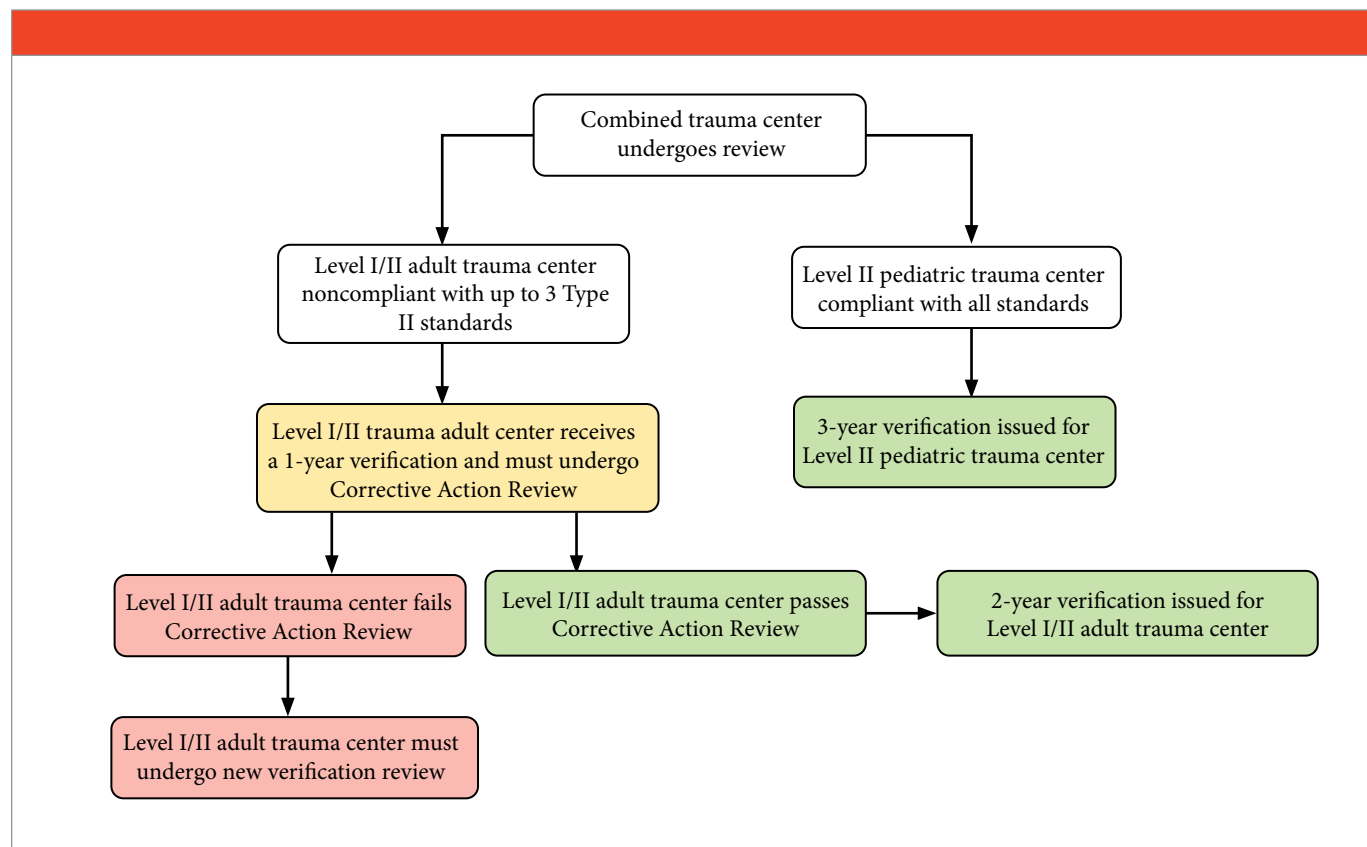 Combined trauma center
undergoes review
Level I/II adult trauma center
noncompliant with up to 3 Type
II standards
Level II pediatric trauma center
compliant with all standards
Level I/II trauma adult center receives
a 1-year verification and must undergo
Corrective Action Review
3-year verification issued for
Level II pediatric trauma center
Level I/II adult trauma center fails
Corrective Action Review
Level I/II adult trauma center passes
Corrective Action Review
2-year verification issued for
Level I/II adult trauma center
Level I/II adult trauma center must
undergo new verification review